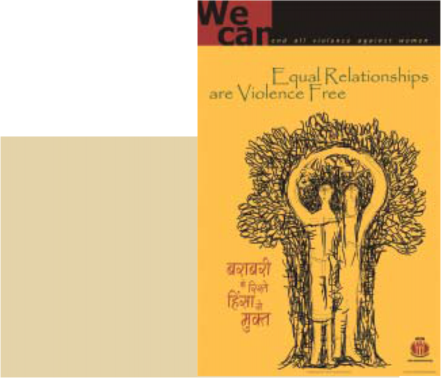 We
can
end all violence against women
Equal Relationships
are Violence Free
बराबरी
के रिश्ते
हिंसा से
मुक्त